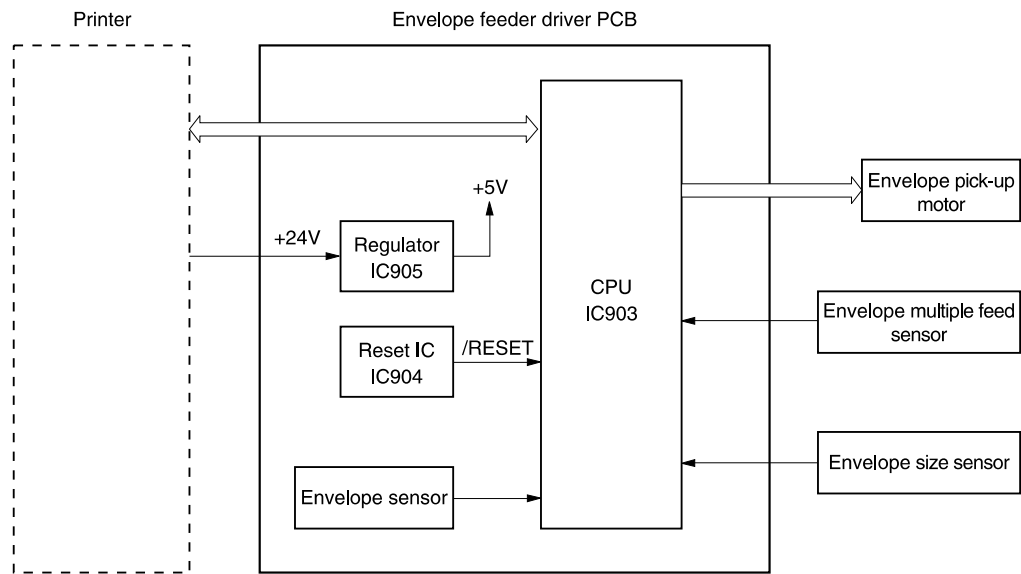 Printer
Envelope feeder driver PCB
+5V
+24V
Regulator
IC905
Reset IC
IC904
/RESET
Envelope sensor
CPU
IC903
Envelope pick-up
motor
Envelope multiple feed
sensor
Envelope size sensor